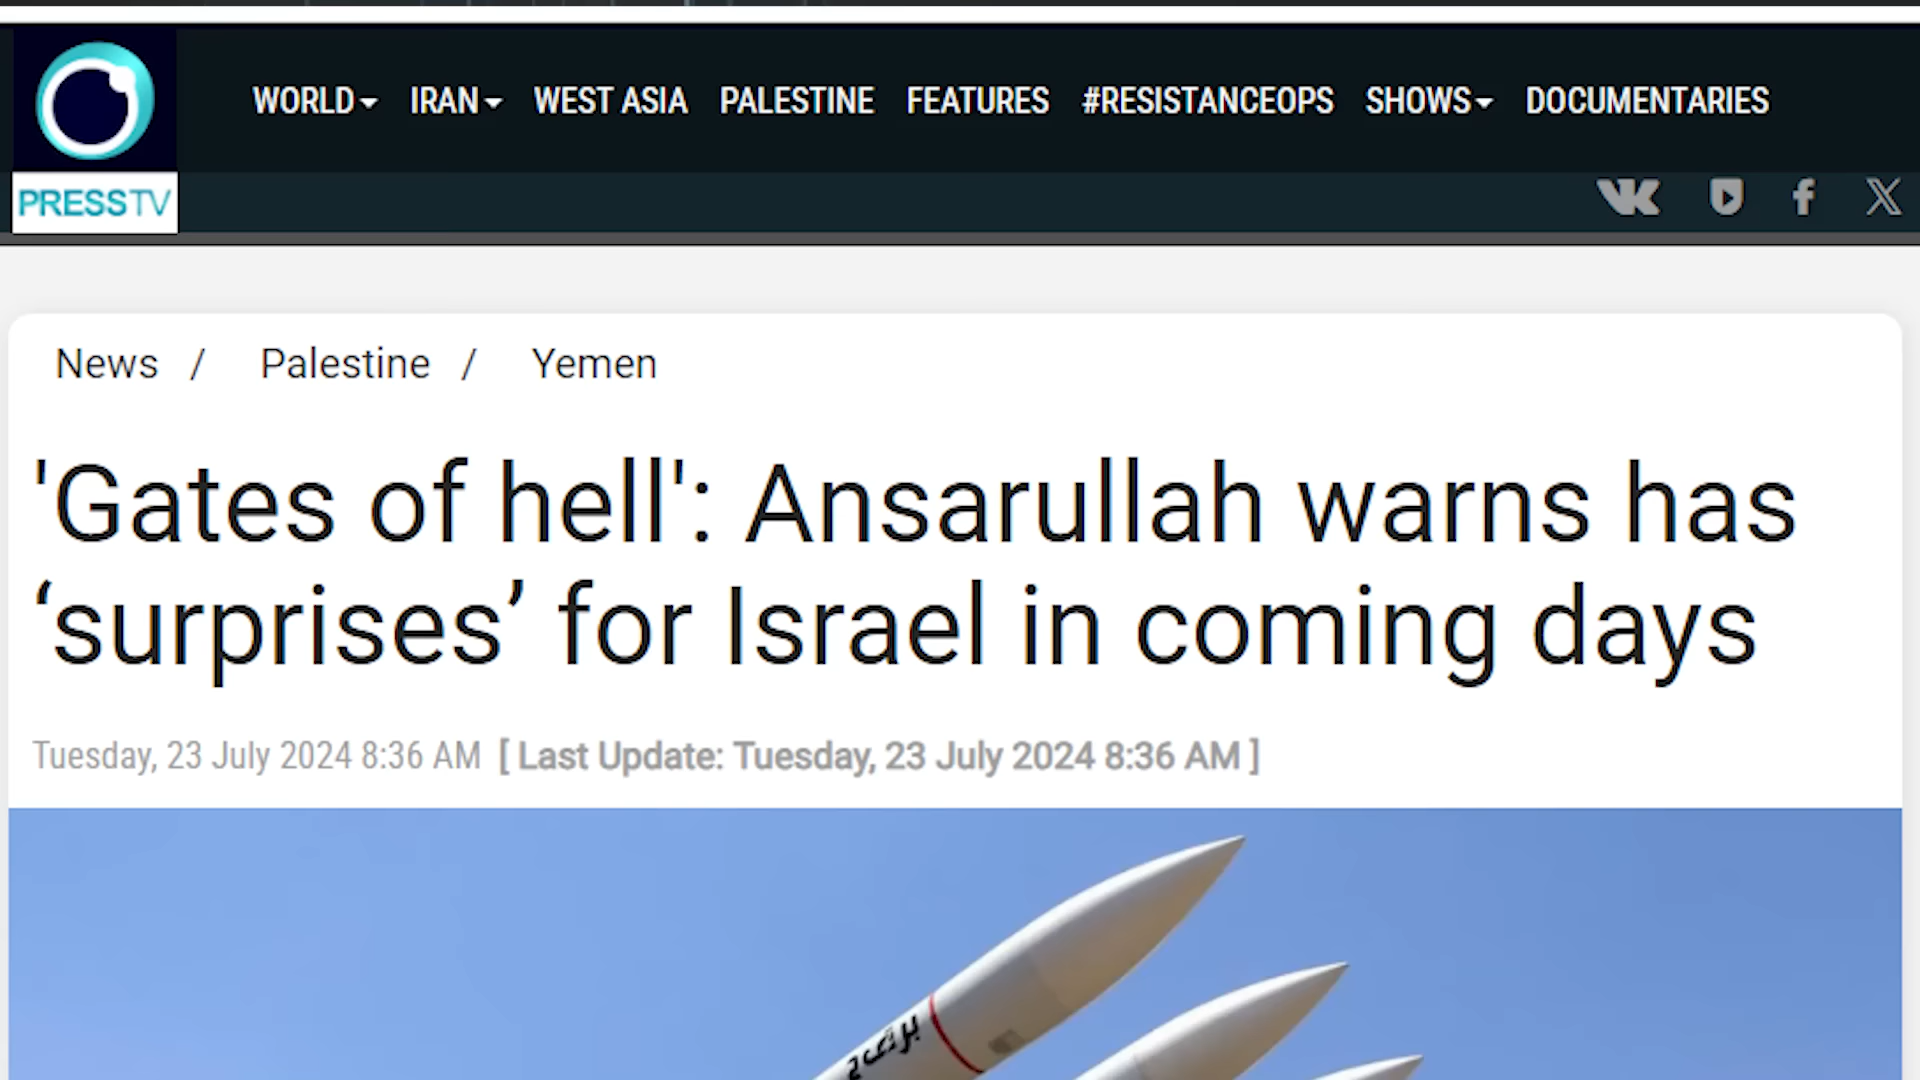 WORLD IRAN WEST ASIA PALESTINE FEATURES #RESISTANCEOPS SHOWS DOCUMENTARIES
PRESSTV
News / Palestine / Yemen
'Gates of hell': Ansarullah warns has
‘surprises’ for Israel in coming days
Tuesday, 23 July 2024 8:36 AM [ Last Update: Tuesday, 23 July 2024 8:36 AM ]